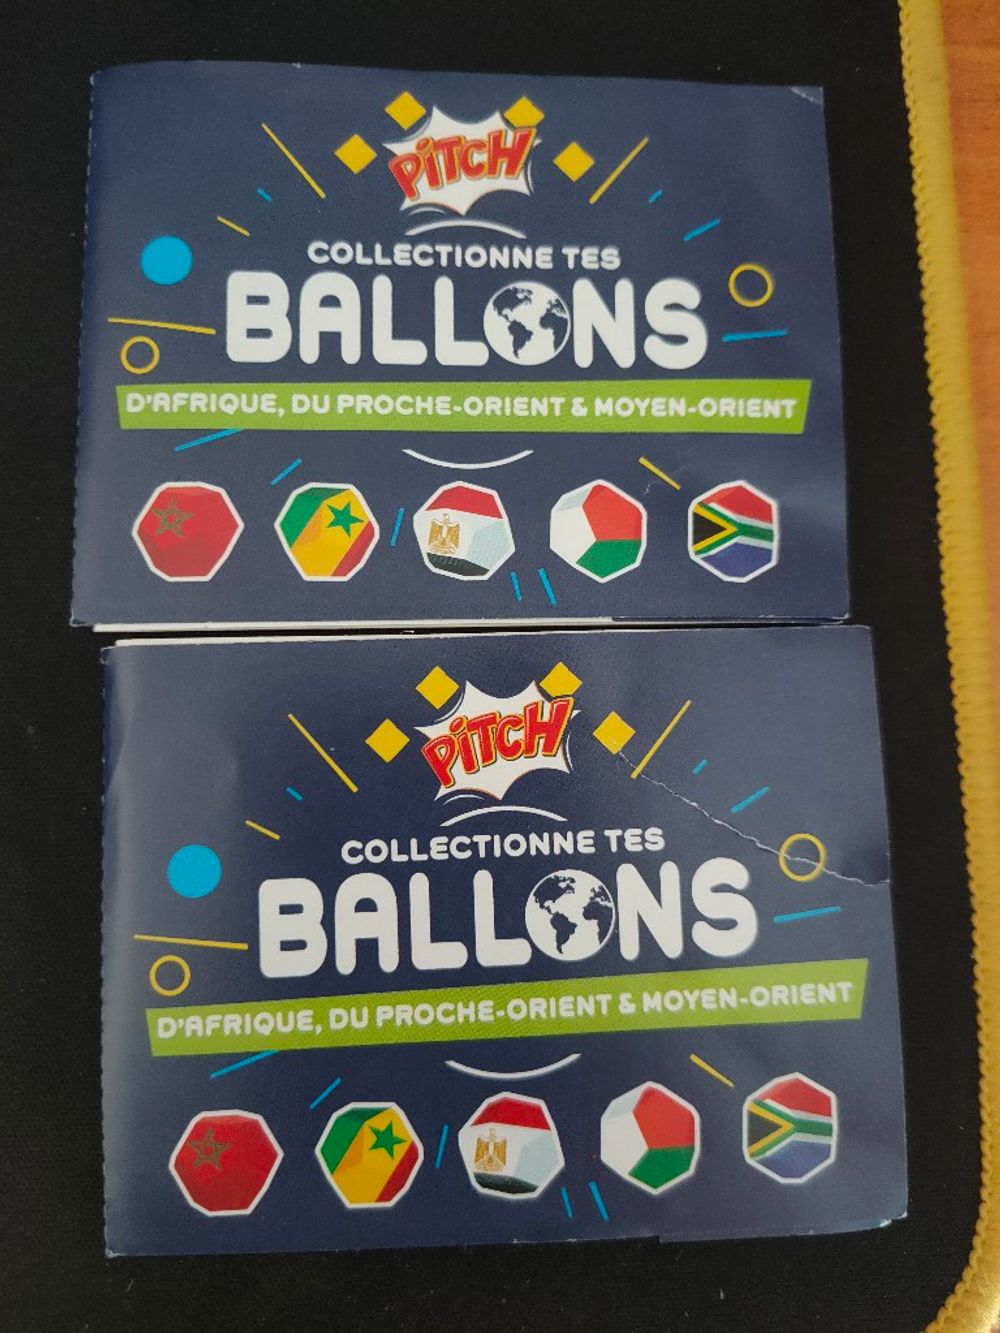 PiTCH
COLLECTIONNE TES
BALLONS
D'AFRIQUE, DU PROCHE-ORIENT & MOYEN-ORIENT
PiTCH
COLLECTIONNE TES
BALLONS
D'AFRIQUE, DU PROCHE-ORIENT & MOYEN-ORIENT